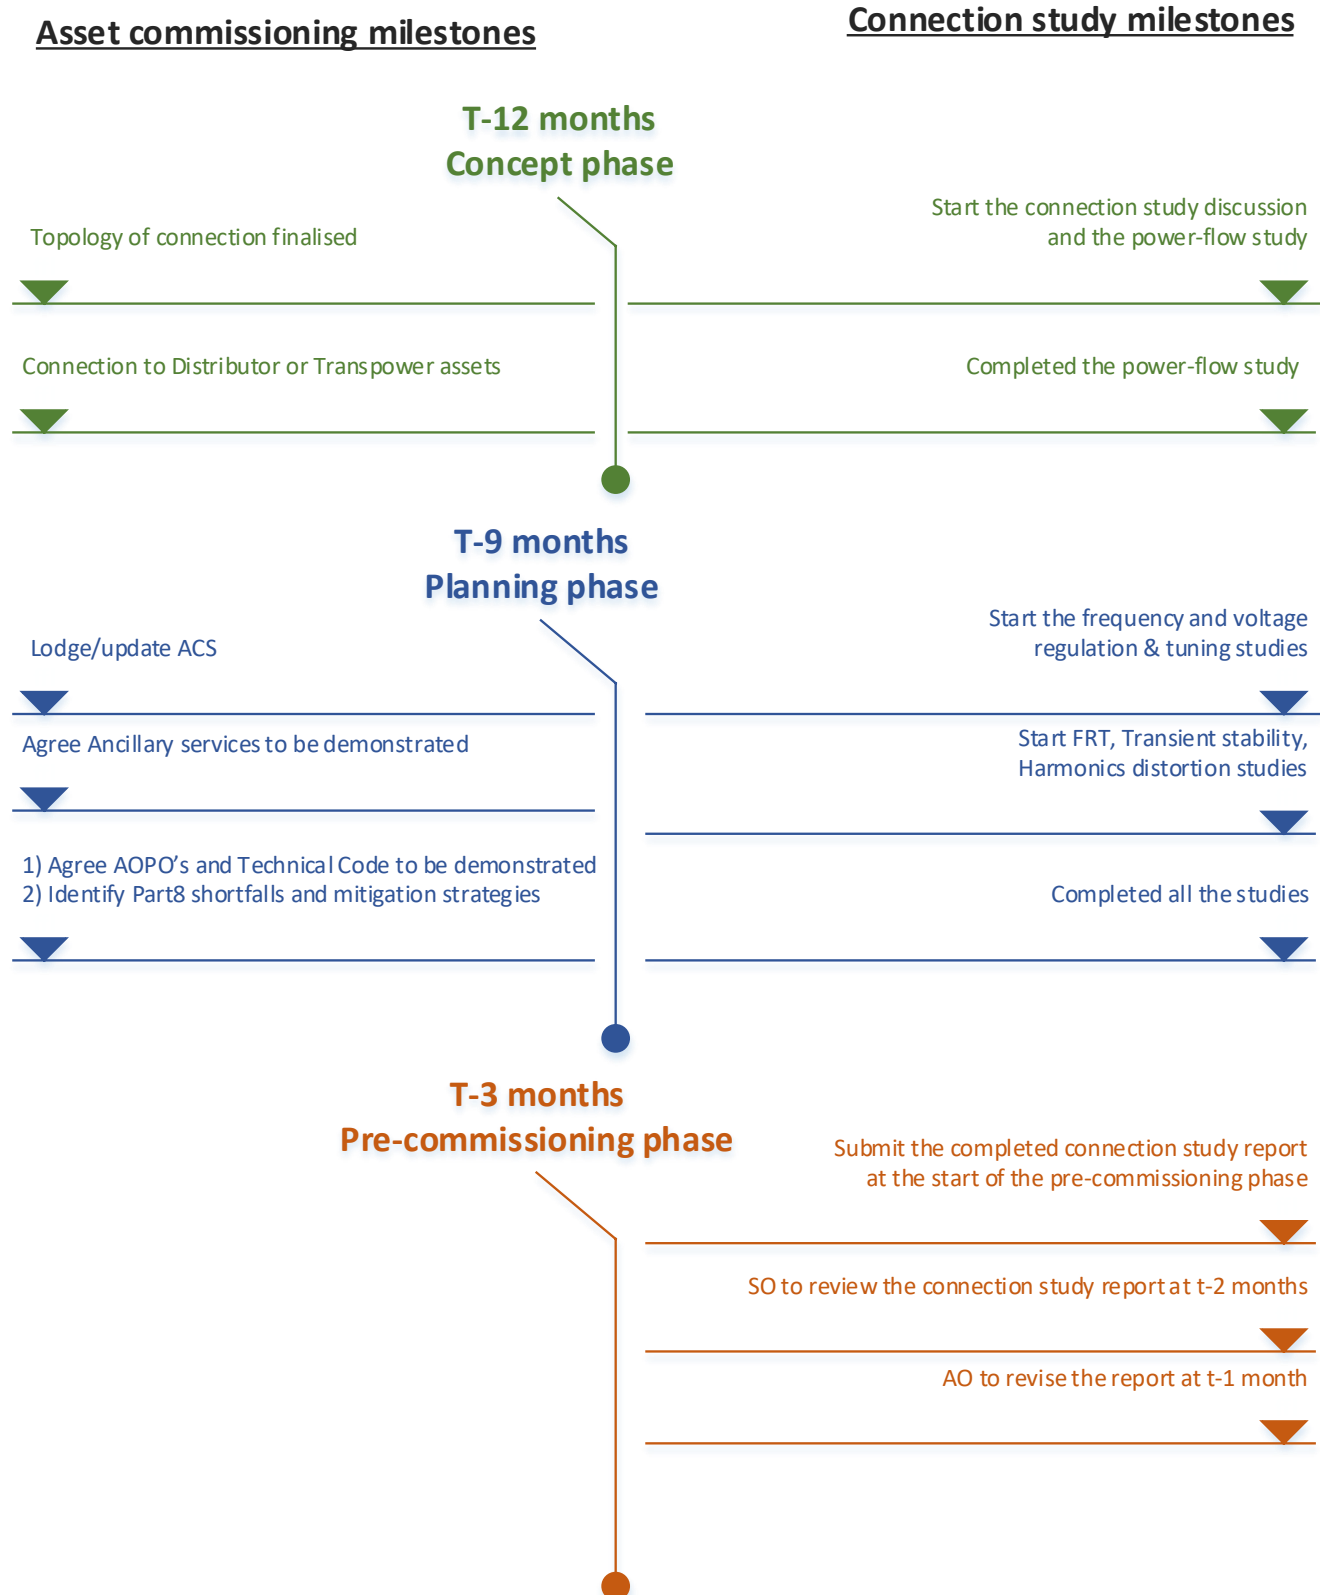 Asset commissioning milestones
Connection study milestones
T-12 months
Concept phase
Topology of connection finalised
Start the connection study discussion
and the power-flow study
Connection to Distributor or Transpower assets
Completed the power-flow study
T-9 months
Planning phase
Lodge/update ACS
Start the frequency and voltage
regulation & tuning studies
Agree Ancillary services to be demonstrated
Start FRT, Transient stability,
Harmonics distortion studies
1) Agree AOPO’s and Technical Code to be demonstrated
2) Identify Part8 shortfalls and mitigation strategies
Completed all the studies
T-3 months
Pre-commissioning phase
Submit the completed connection study report
at the start of the pre-commissioning phase
SO to review the connection study report at t-2 months
AO to revise the report at t-1 month